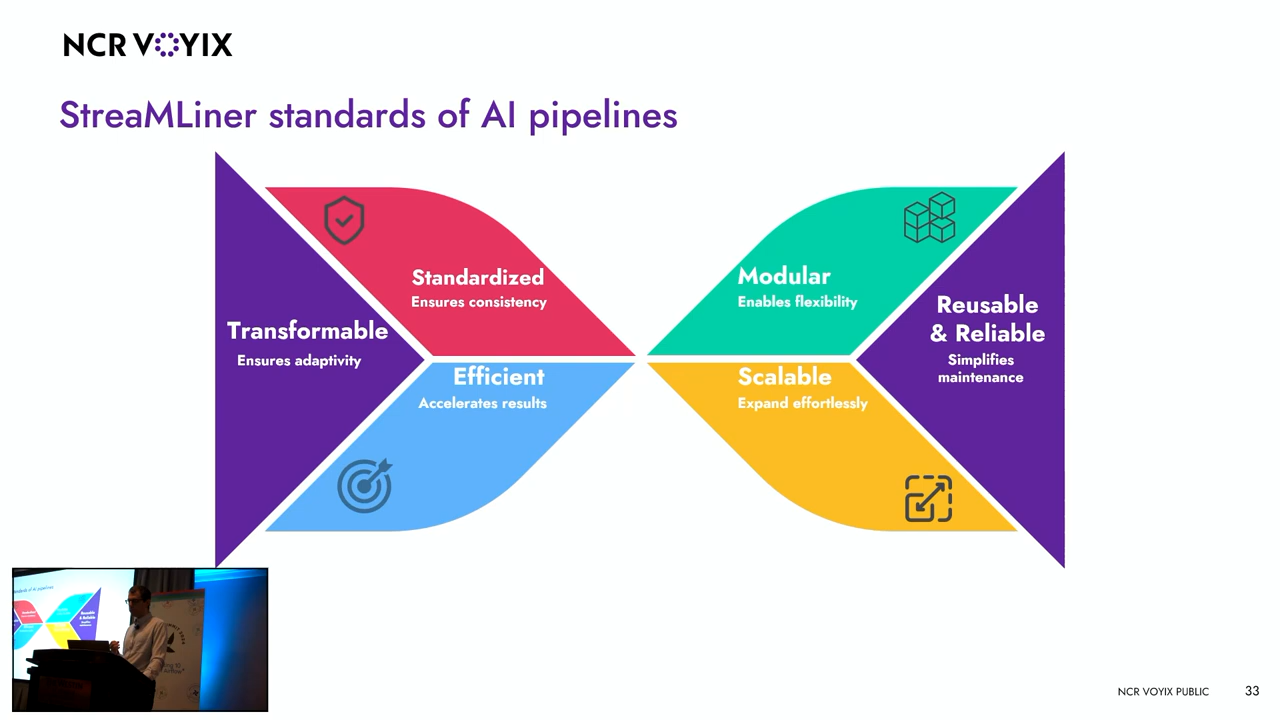 NCR VOYIX
StreaMLiner standards of AI pipelines
Standardized
Ensures consistency
Modular
Enables flexibility
Transformable
Ensures adaptivity
Reusable
& Reliable
Simplifies
maintenance
Efficient
Accelerates results
Scalable
Expand effortlessly
NCR VOYIX PUBLIC
33